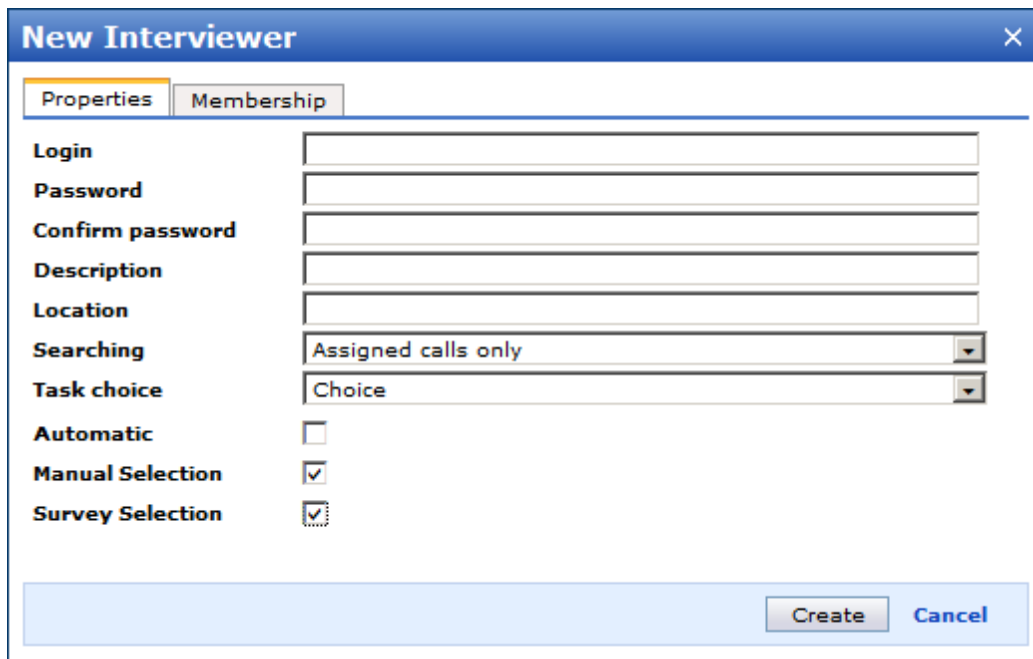 New Interviewer
Properties Membership
Login
Password
Confirm password
Description
Location
Searching Assigned calls only
Task choice Choice
Automatic
Manual Selection
Survey Selection
Create Cancel